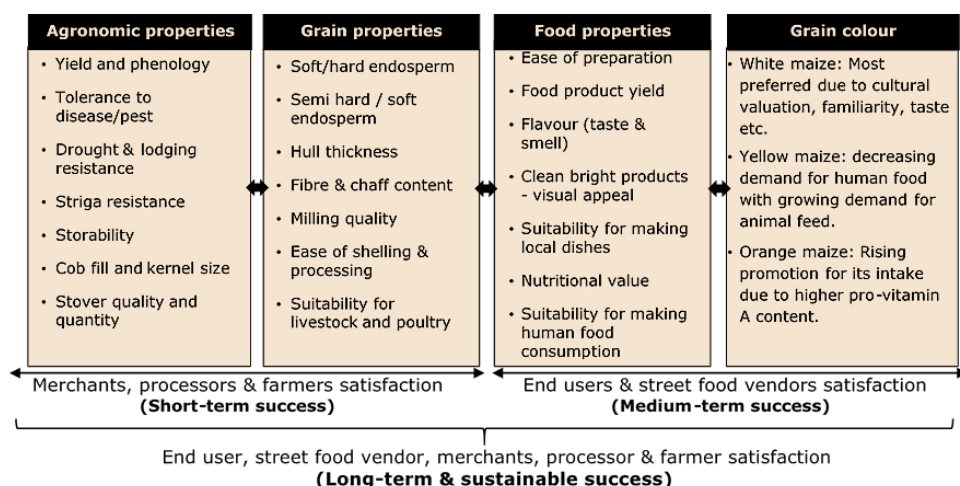 Agronomic properties
• Yield and phenology
• Tolerance to
disease/pest
• Drought & lodging
resistance
• Striga resistance
• Storability
• Cob fill and kernel size
• Stover quality and
quantity
Grain properties
• Soft/hard endosperm
• Semi hard / soft
endosperm
• Hull thickness
• Fibre & chaff content
• Milling quality
• Ease of shelling &
processing
• Suitability for
livestock and poultry
Food properties
• Ease of preparation
• Food product yield
• Flavour (taste &
smell)
• Clean bright products
- visual appeal
• Suitability for making
local dishes
• Nutritional value
• Suitability for making
human food
consumption
Grain colour
• White maize: Most
preferred due to cultural
valuation, familiarity, taste
etc.
• Yellow maize: decreasing
demand for human food
with growing demand for
animal feed.
• Orange maize: Rising
promotion for its intake
due to higher pro-vitamin
A content.
Merchants, processors & farmers satisfaction
(Short-term success)
End users & street food vendors satisfaction
(Medium-term success)
End user, street food vendor, merchants, processor & farmer satisfaction
(Long-term & sustainable success)